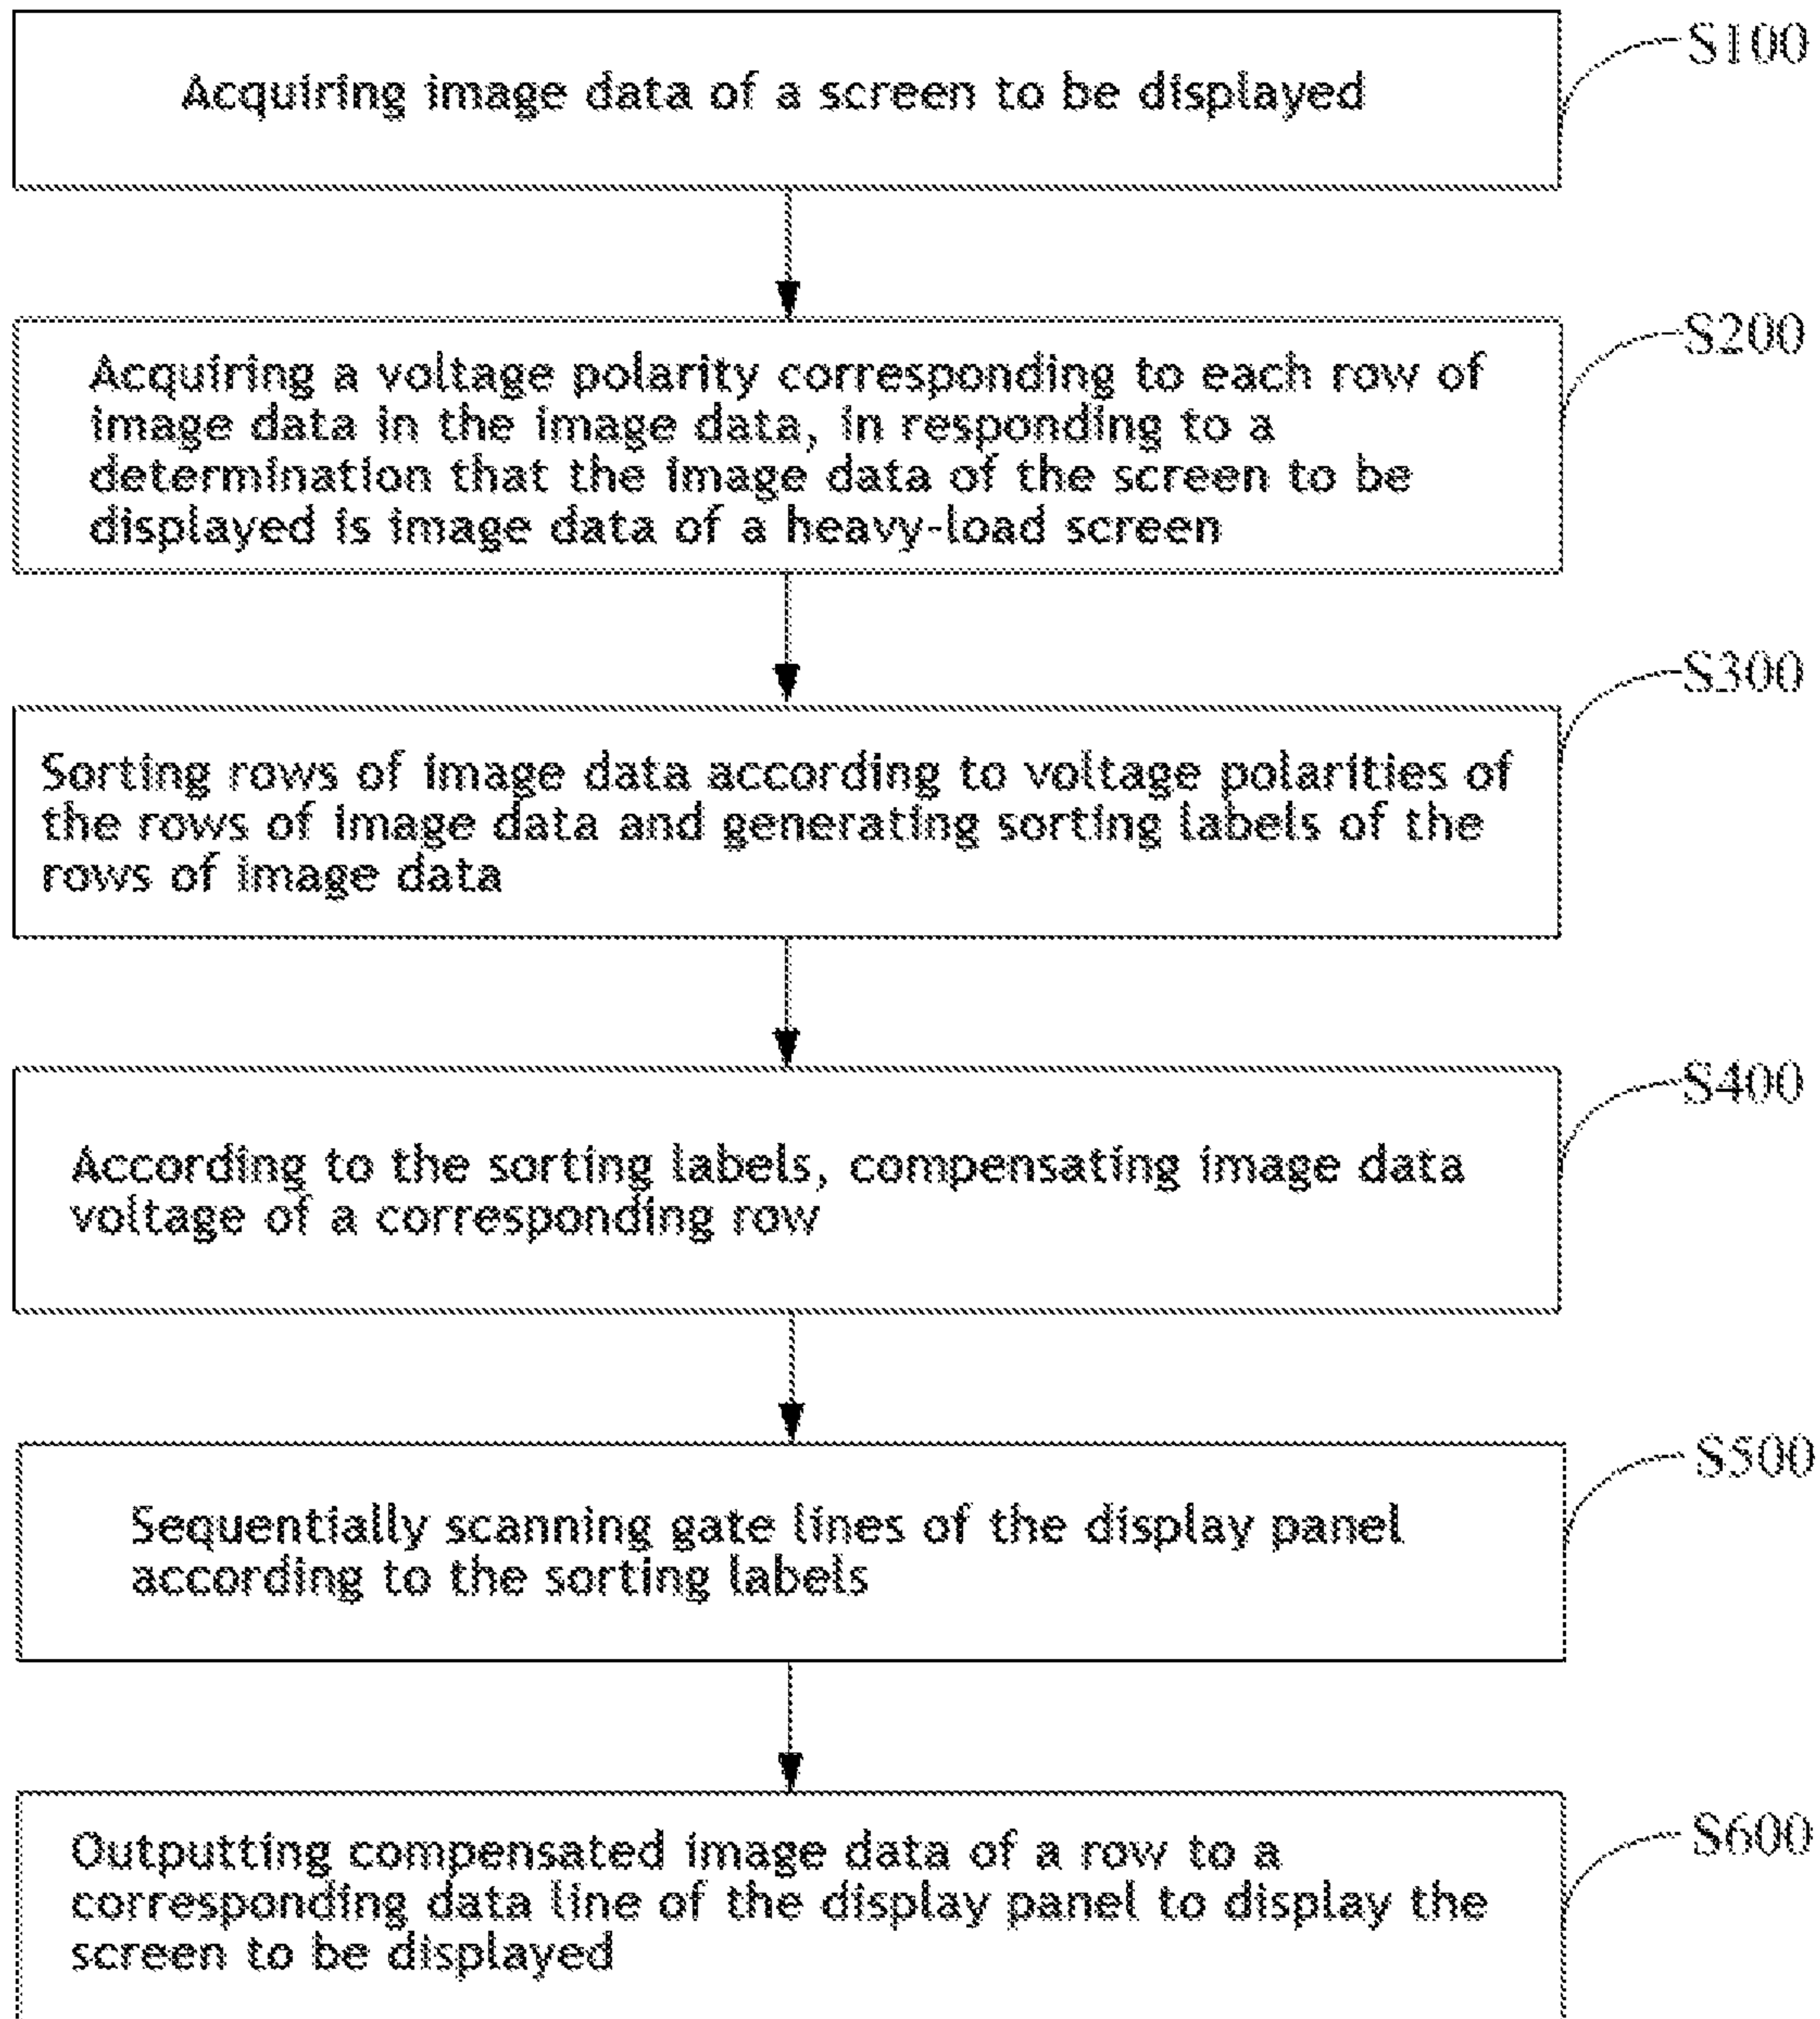 S100
Acquiring image data of a screen to be displayed
S200
Acquiring a voltage polarity corresponding to each row of
image data in the image data, in responding to a
determination that the image data of the screen to be
displayed is image data of a heavy-load screen
S300
Sorting rows of image data according to voltage polarities of
the rows of image data and generating sorting labels of the
rows of image data
S400
According to the sorting labels, compensating image data
voltage of a corresponding row
S500
Sequentially scanning gate lines of the display panel
according to the sorting labels
S600
Outputting compensated image data of a row to a
corresponding data line of the display panel to display the
screen to be displayed